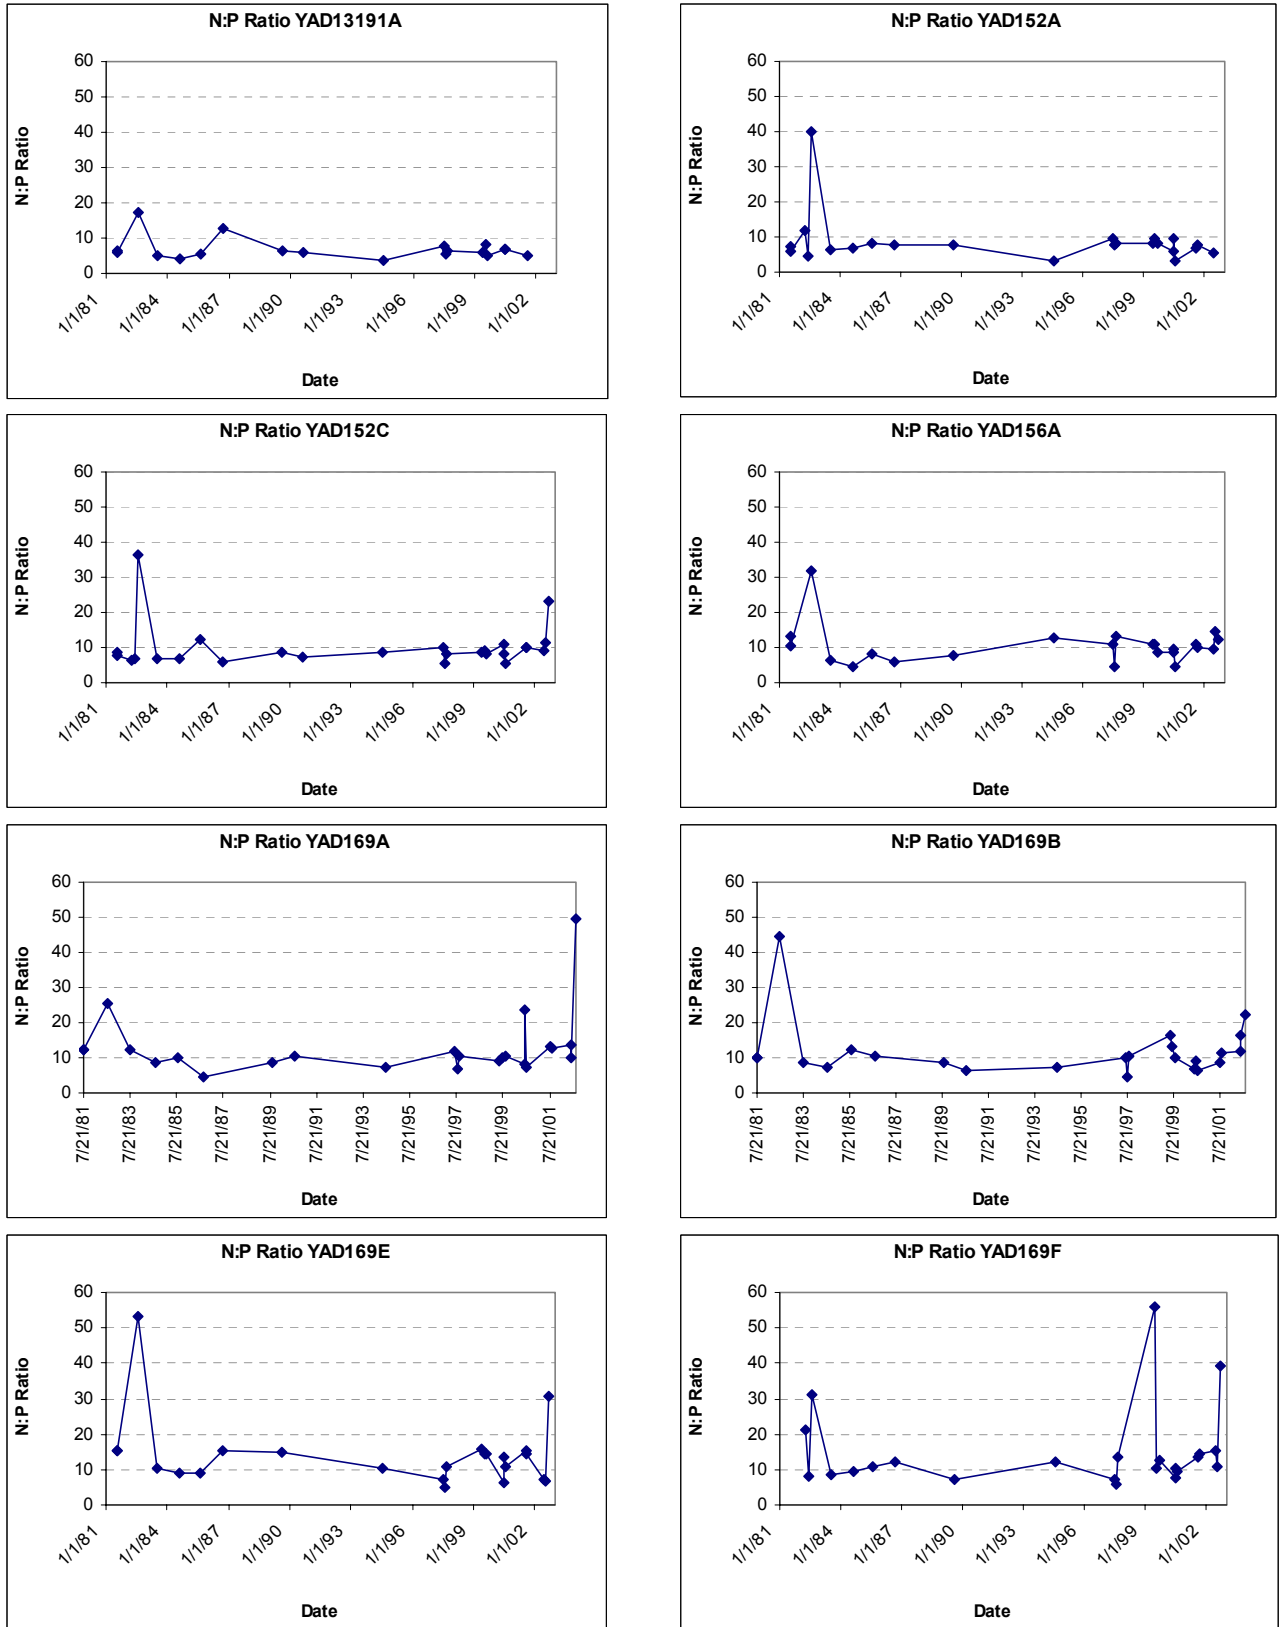 N:P Ratio YAD13191A
60
50
40
30
20
10
0
N:P Ratio
1/1/81 1/1/84 1/1/87 1/1/90 1/1/93 1/1/96 1/1/99 1/1/02
Date
N:P Ratio YAD152A
60
50
40
30
20
10
0
N:P Ratio
1/1/81 1/1/84 1/1/87 1/1/90 1/1/93 1/1/96 1/1/99 1/1/02
Date
N:P Ratio YAD152C
60
50
40
30
20
10
0
N:P Ratio
1/1/81 1/1/84 1/1/87 1/1/90 1/1/93 1/1/96 1/1/99 1/1/02
Date
N:P Ratio YAD156A
60
50
40
30
20
10
0
N:P Ratio
1/1/81 1/1/84 1/1/87 1/1/90 1/1/93 1/1/96 1/1/99 1/1/02
Date
N:P Ratio YAD169A
60
50
40
30
20
10
0
N:P Ratio
7/21/81 7/21/83 7/21/85 7/21/87 7/21/89 7/21/91 7/21/93 7/21/95 7/21/97 7/21/99 7/21/01
Date
N:P Ratio YAD169B
60
50
40
30
20
10
0
N:P Ratio
7/21/81 7/21/83 7/21/85 7/21/87 7/21/89 7/21/91 7/21/93 7/21/95 7/21/97 7/21/99 7/21/01
Date
N:P Ratio YAD169E
60
50
40
30
20
10
0
N:P Ratio
1/1/81 1/1/84 1/1/87 1/1/90 1/1/93 1/1/96 1/1/99 1/1/02
Date
N:P Ratio YAD169F
60
50
40
30
20
10
0
N:P Ratio
1/1/81 1/1/84 1/1/87 1/1/90 1/1/93 1/1/96 1/1/99 1/1/02
Date